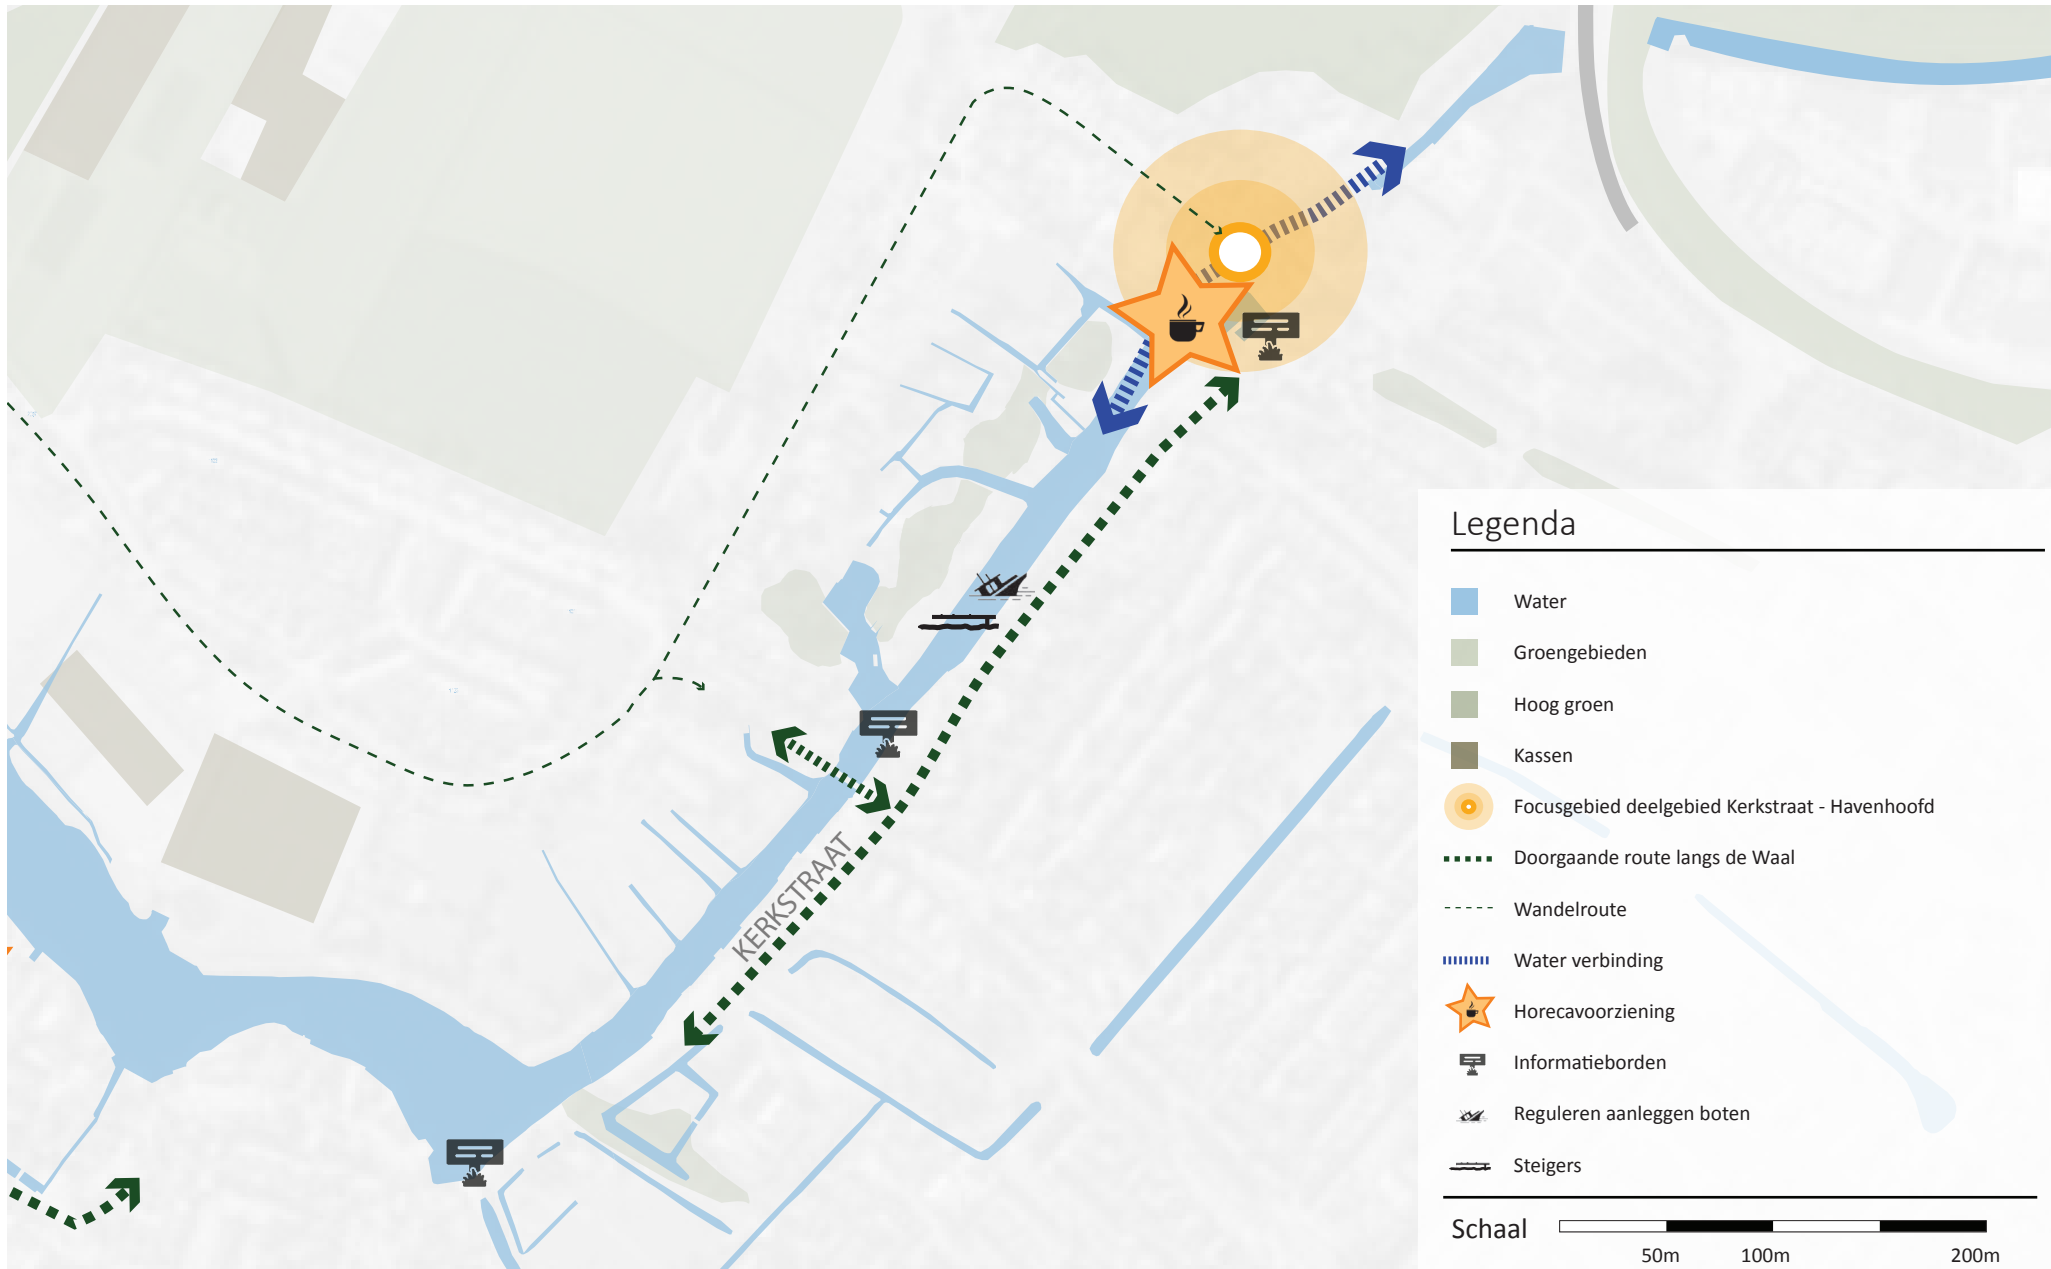 KERKSTRAAT
Legenda
Water
Groengebieden
Hoog groen
Kassen
Focusgebied deelgebied Kerkstraat - Havenhoofd
Doorgaande route langs de Waal
Wandelroute
Water verbinding
Horecavoorziening
Informatieborden
Reguleren aanleggen boten
Steigers
Schaal
50m 100m 200m